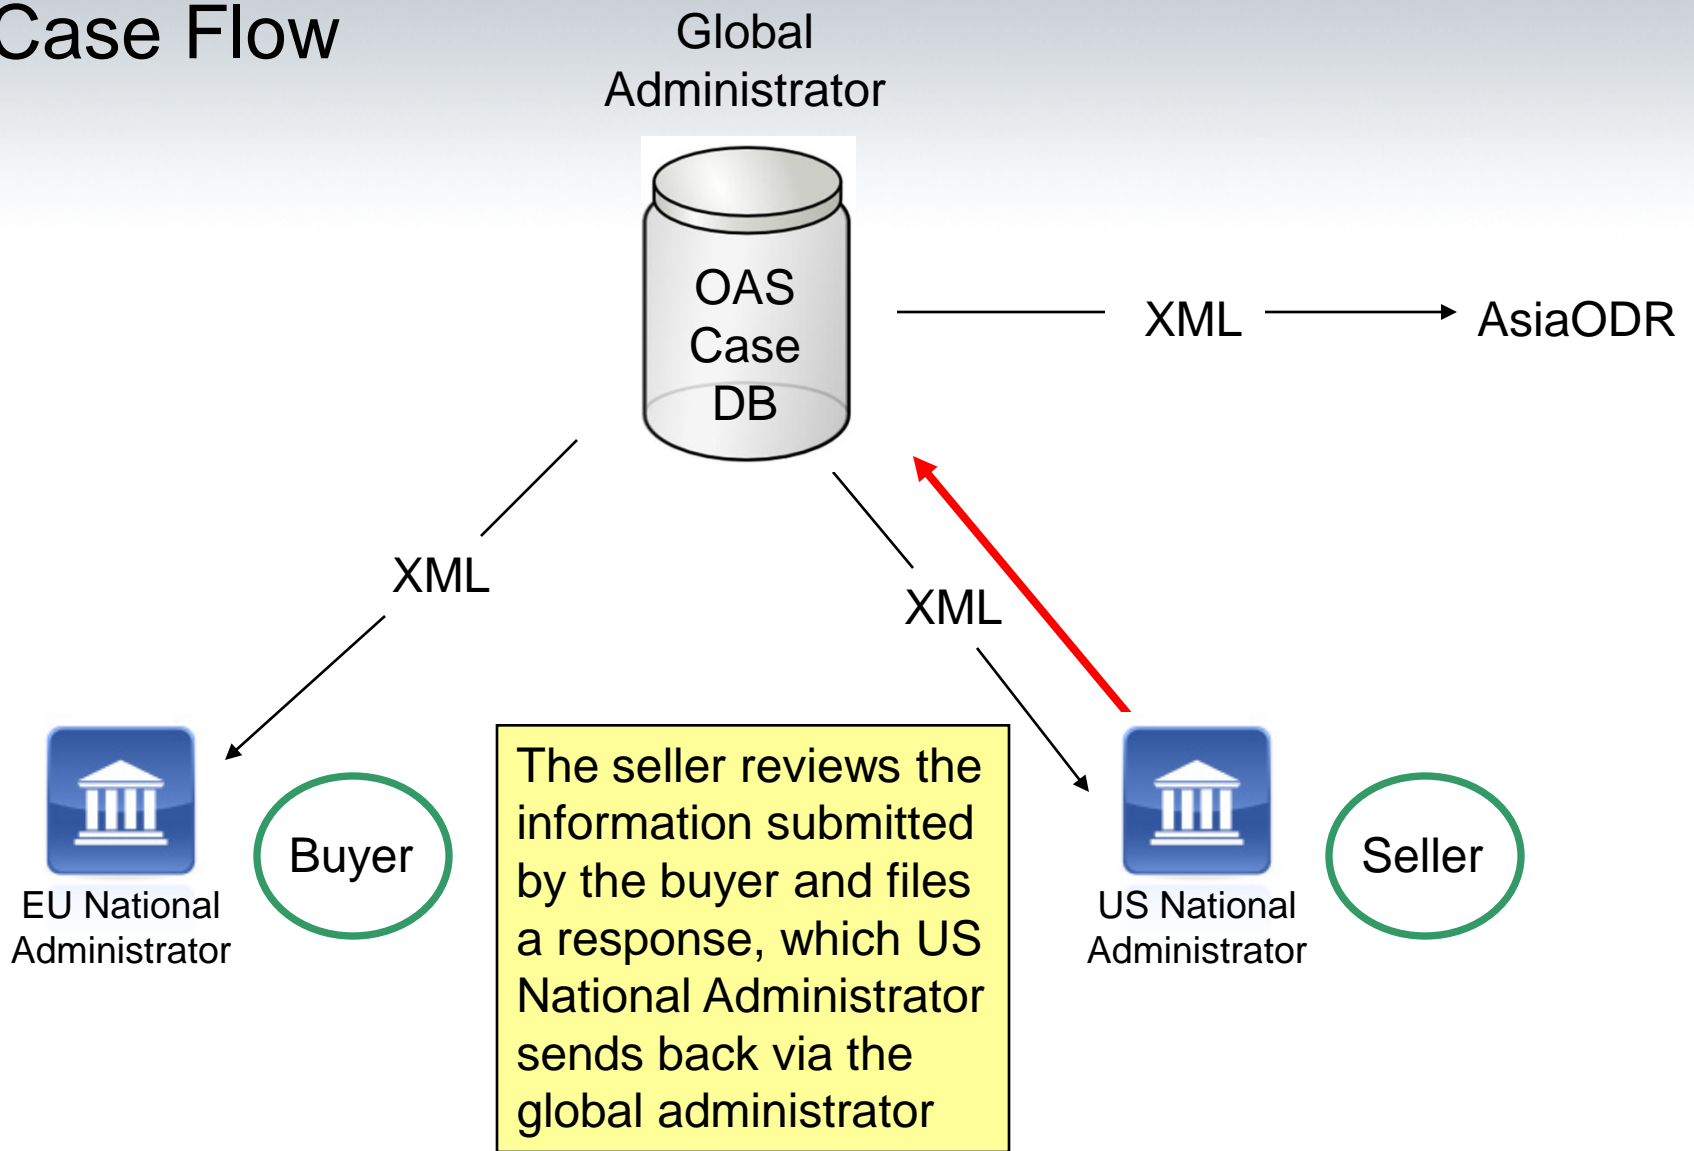 Case Flow
Global
Administrator
OAS
Case
DB
XML
AsiaODR
XML
XML
EU National
Administrator
Buyer
The seller reviews the
information submitted
by the buyer and files
a response, which US
National Administrator
sends back via the
global administrator
US National
Administrator
Seller